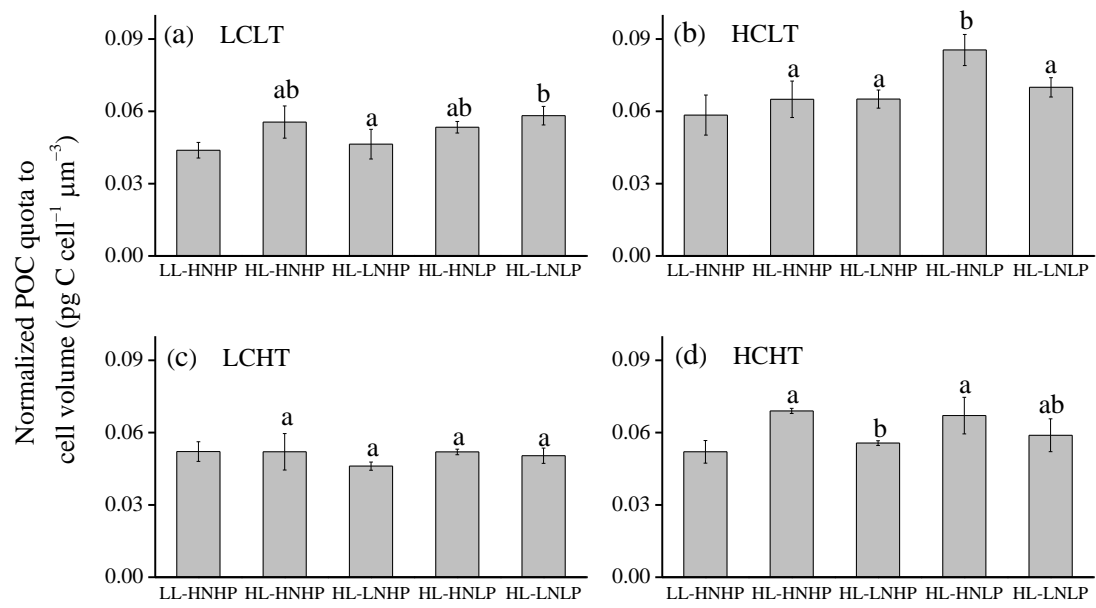 Normalized POC quota to
cell volume (pg C cell⁻¹ μm⁻³)
(a) LCLT
0.09
0.06
0.03
0.00
ab
a
ab
b
LL-HNHP HL-HNHP HL-LNHP HL-HNLP HL-LNLP
(b) HCLT
0.09
0.06
0.03
0.00
a
a
b
a
LL-HNHP HL-HNHP HL-LNHP HL-HNLP HL-LNLP
(c) LCHT
0.09
0.06
0.03
0.00
a
a
a
a
LL-HNHP HL-HNHP HL-LNHP HL-HNLP HL-LNLP
(d) HCHT
0.09
0.06
0.03
0.00
a
b
a
ab
LL-HNHP HL-HNHP HL-LNHP HL-HNLP HL-LNLP